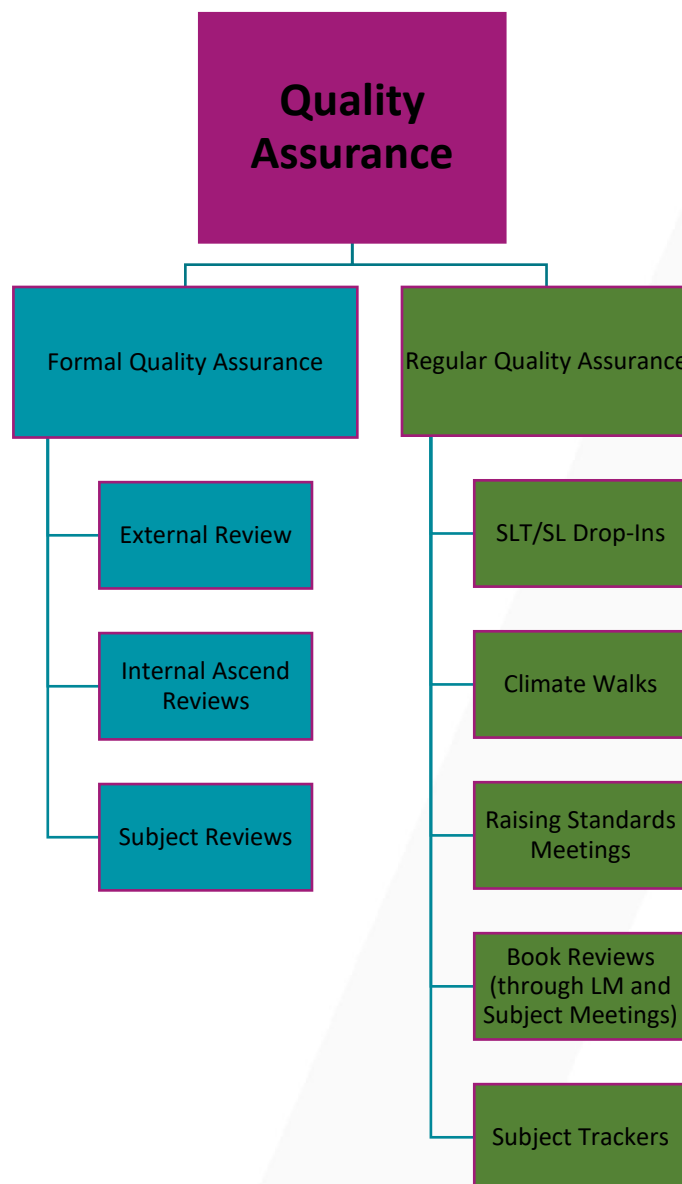 Quality
Assurance
Formal Quality Assurance
External Review
Internal Ascend
Reviews
Subject Reviews
Regular Quality Assurance
SLT/SL Drop-Ins
Climate Walks
Raising Standards
Meetings
Book Reviews
(through LM and
Subject Meetings)
Subject Trackers